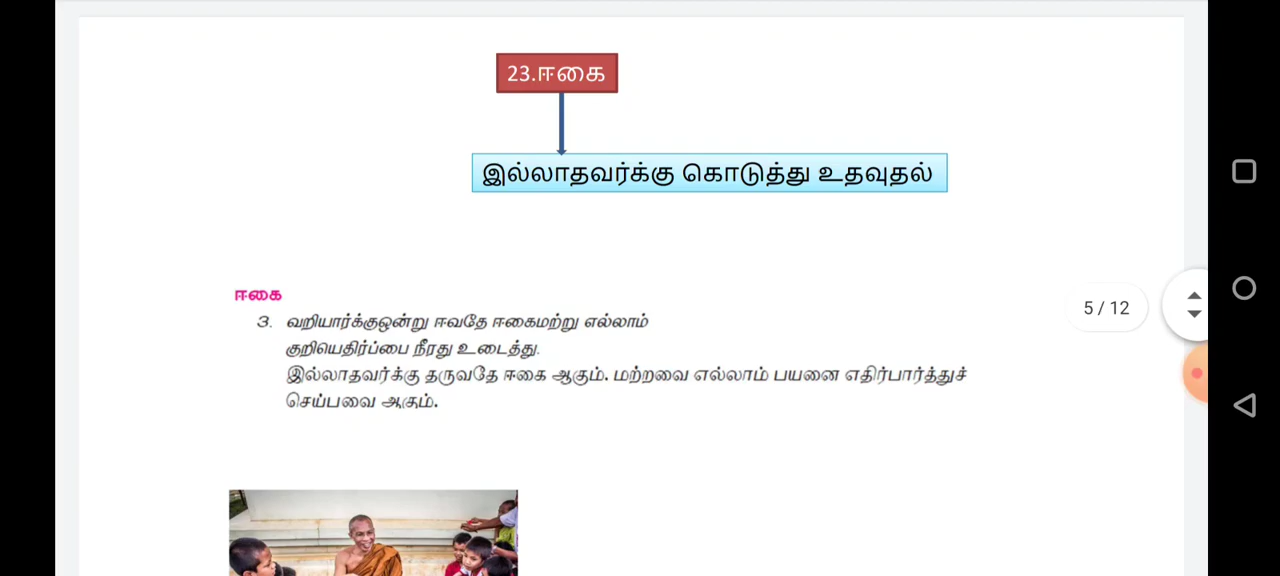 23.ஈகை
இல்லாதவர்க்கு கொடுத்து உதவுதல்
ஈகை
3. வறியார்க்குஒன்று ஈவதே ஈகைமற்று எல்லாம்
குறியெதிர்ப்பை நீரது உடைத்து.
இல்லாதவர்க்கு தருவதே ஈகை ஆகும். மற்றவை எல்லாம் பயனை எதிர்பார்த்துச்
செய்பவை ஆகும்.
5 / 12